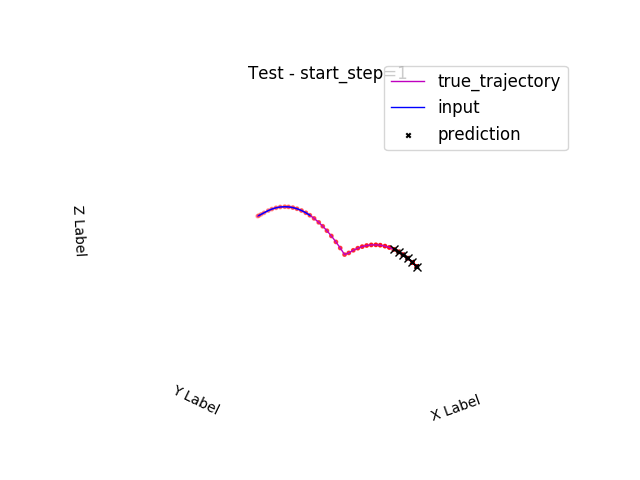 Test - start_step=1
true_trajectory
input
prediction
Z Label
Y Label
X Label